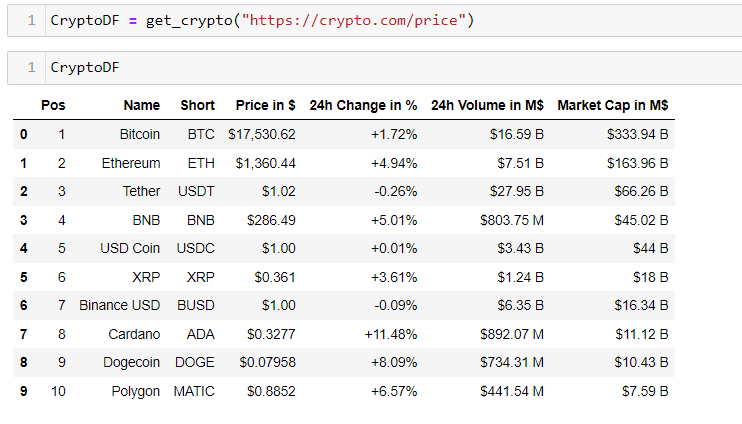 1 CryptoDF = get_crypto("https://crypto.com/price")
1 CryptoDF
Pos Name Short Price in $ 24h Change in % 24h Volume in M$ Market Cap in M$
0 1 Bitcoin BTC $17,530.62 +1.72% $16.59 B $333.94 B
1 2 Ethereum ETH $1,360.44 +4.94% $7.51 B $163.96 B
2 3 Tether USDT $1.02 -0.26% $27.95 B $66.26 B
3 4 BNB BNB $286.49 +5.01% $803.75 M $45.02 B
4 5 USD Coin USDC $1.00 +0.01% $3.43 B $44 B
5 6 XRP XRP $0.361 +3.61% $1.24 B $18 B
6 7 Binance USD BUSD $1.00 -0.09% $6.35 B $16.34 B
7 8 Cardano ADA $0.3277 +11.48% $892.07 M $11.12 B
8 9 Dogecoin DOGE $0.07958 +8.09% $734.31 M $10.43 B
9 10 Polygon MATIC $0.8852 +6.57% $441.54 M $7.59 B